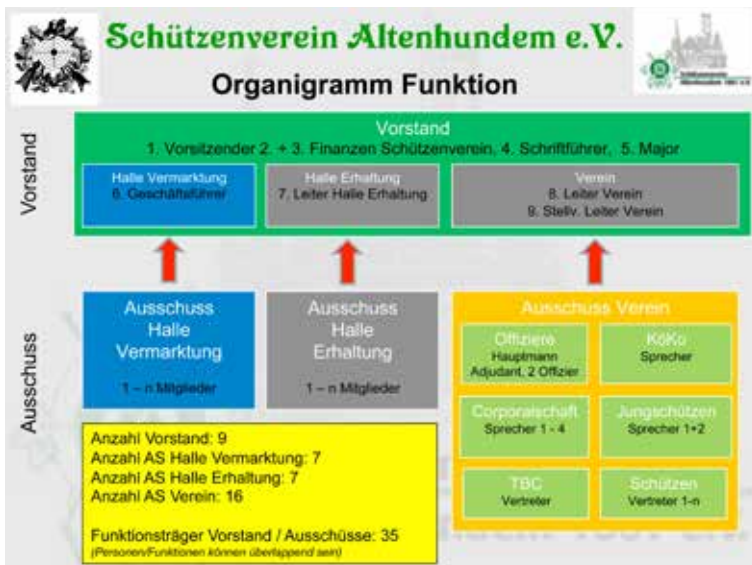 Schützenverein Altenhundem e.V.
Organigramm Funktion
Vorstand
Vorstand
1. Vorsitzender 2. + 3. Finanzen Schützenverein, 4. Schriftführer, 5. Major
Halle Vermarktung
6. Geschäftsführer
Halle Erhaltung
7. Leiter Halle Erhaltung
Verein
8. Leiter Verein
9. Stellv. Leiter Verein
Ausschuss
Ausschuss
Halle
Vermarktung
1 – n Mitglieder
Ausschuss
Halle
Erhaltung
1 – n Mitglieder
Ausschuss Verein
Offiziere
Hauptmann
Adjudant, 2 Offizier
KöKo
Sprecher
Corporalschaft
Sprecher 1 - 4
Jungschützen
Sprecher 1+2
TBC
Vertreter
Schützen
Vertreter 1-n
Anzahl Vorstand: 9
Anzahl AS Halle Vermarktung: 7
Anzahl AS Halle Erhaltung: 7
Anzahl AS Verein: 16
Funktionsträger Vorstand / Ausschüsse: 35
(Personen/Funktionen können überlappend sein)